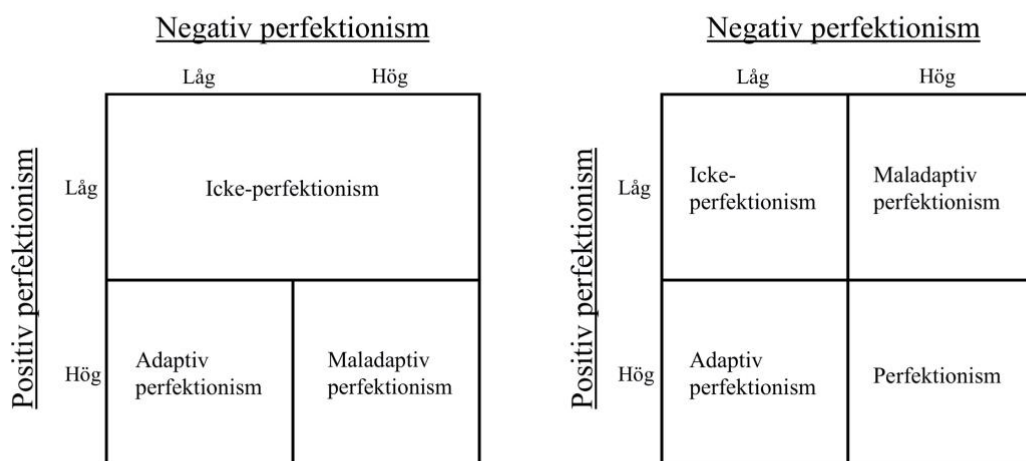 Negativ perfektionism
Låg
Hög
Positiv perfektionism
Låg
Icke-perfektionism
Hög
Adaptiv
perfektionism
Maladaptiv
perfektionism
Negativ perfektionism
Låg
Hög
Positiv perfektionism
Låg
Icke-
perfektionism
Maladaptiv
perfektionism
Hög
Adaptiv
perfektionism
Perfektionism